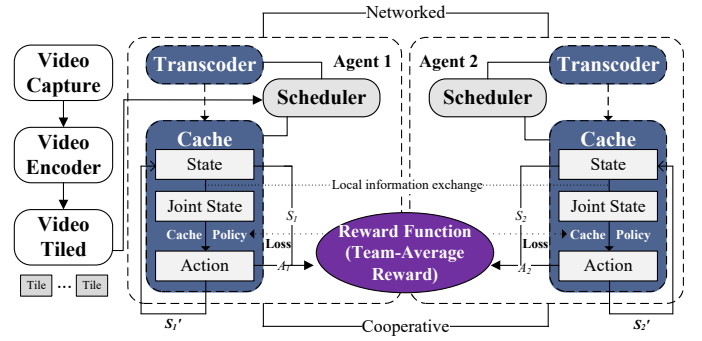 Networked
Video
Capture
Video
Encoder
Video
Tiled
Tile ... Tile
Transcoder
Agent 1
Scheduler
Cache
State
Joint State
Cache Policy
Action
S1
Loss
A1
S1'
Local information exchange
Reward Function
(Team-Average
Reward)
Agent 2
Transcoder
Scheduler
Cache
State
Joint State
Cache Policy
Action
S2
Loss
A2
S2'
Cooperative